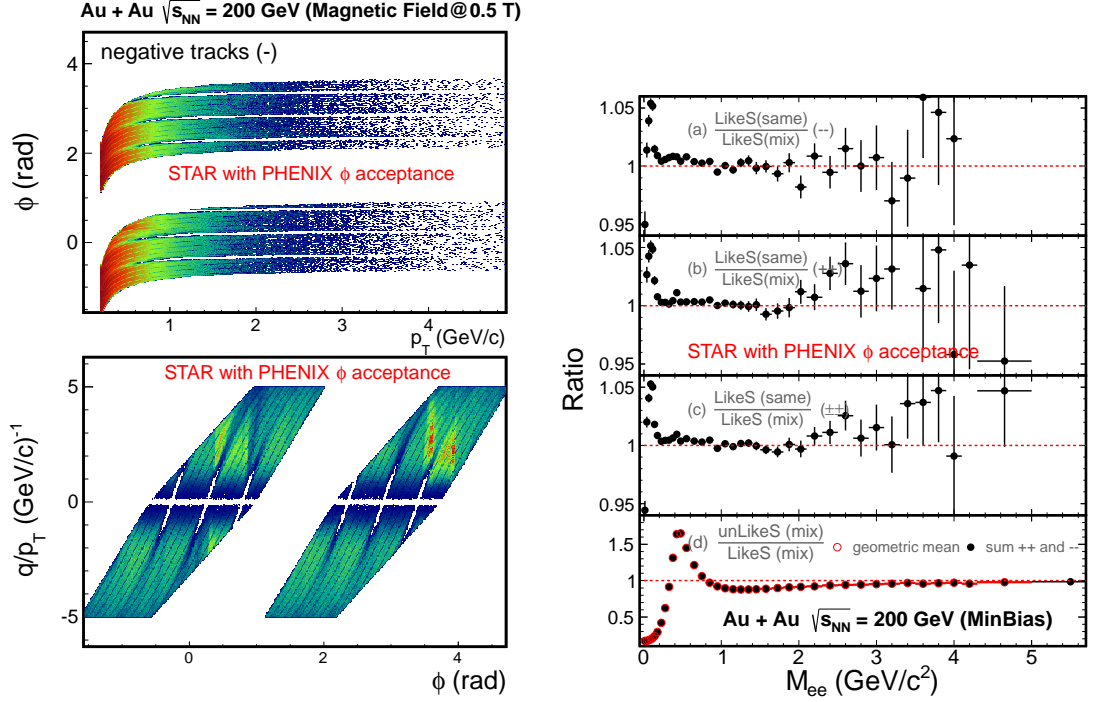 Au + Au √s_NN = 200 GeV (Magnetic Field@0.5 T)
negative tracks (-)
4
2
0
ϕ (rad)
STAR with PHENIX ϕ acceptance
1
2
3
4
p_T (GeV/c)
STAR with PHENIX ϕ acceptance
5
0
-5
q/p_T (GeV/c)^-1
0
2
4
ϕ (rad)
1.05
1
0.95
(a) LikeS(same)
LikeS(mix) (--)
1.05
1
0.95
(b) LikeS(same)
LikeS(mix) (++)
STAR with PHENIX ϕ acceptance
Ratio
1.05
1
0.95
(c) LikeS (same)
LikeS (mix) (±±)
1.5
1
0.5
(d) unLikeS (mix)
LikeS (mix)
geometric mean
sum ++ and --
Au + Au √s_NN = 200 GeV (MinBias)
0
1
2
3
4
5
M_ee (GeV/c^2)